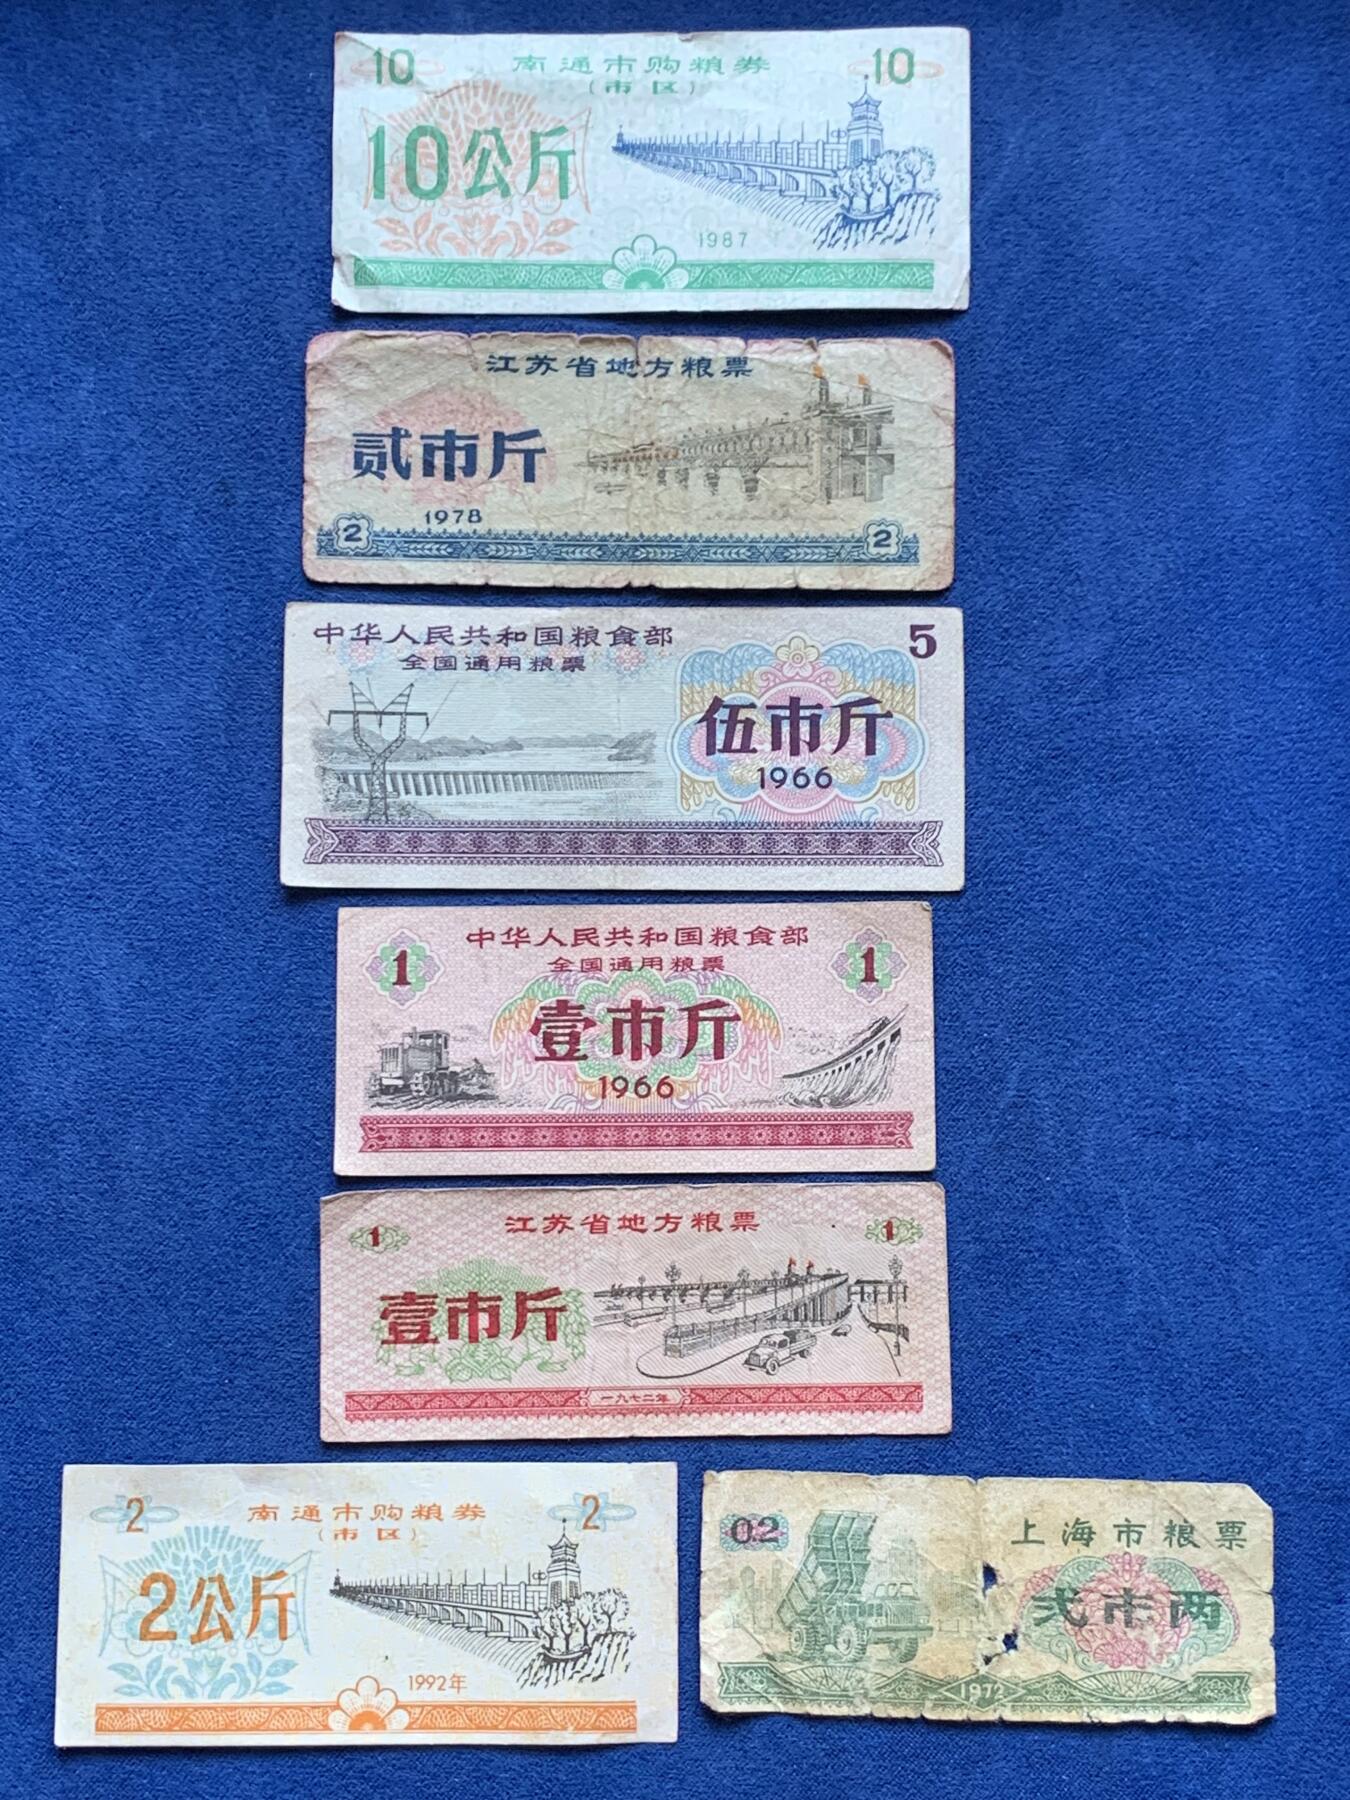 10 南通市购粮券 10
(市区)
10公斤
1987
江苏省地方粮票
贰市斤
1978
2 2
中华人民共和国粮食部 5
全国通用粮票
伍市斤
1966
中华人民共和国粮食部
1 全国通用粮票 1
壹市斤
1966
江苏省地方粮票
1 1
壹市斤
一九七二年
2 南通市购粮券 2
(市区)
2公斤
1992年
0.2 上海市粮票
弍市两
1972